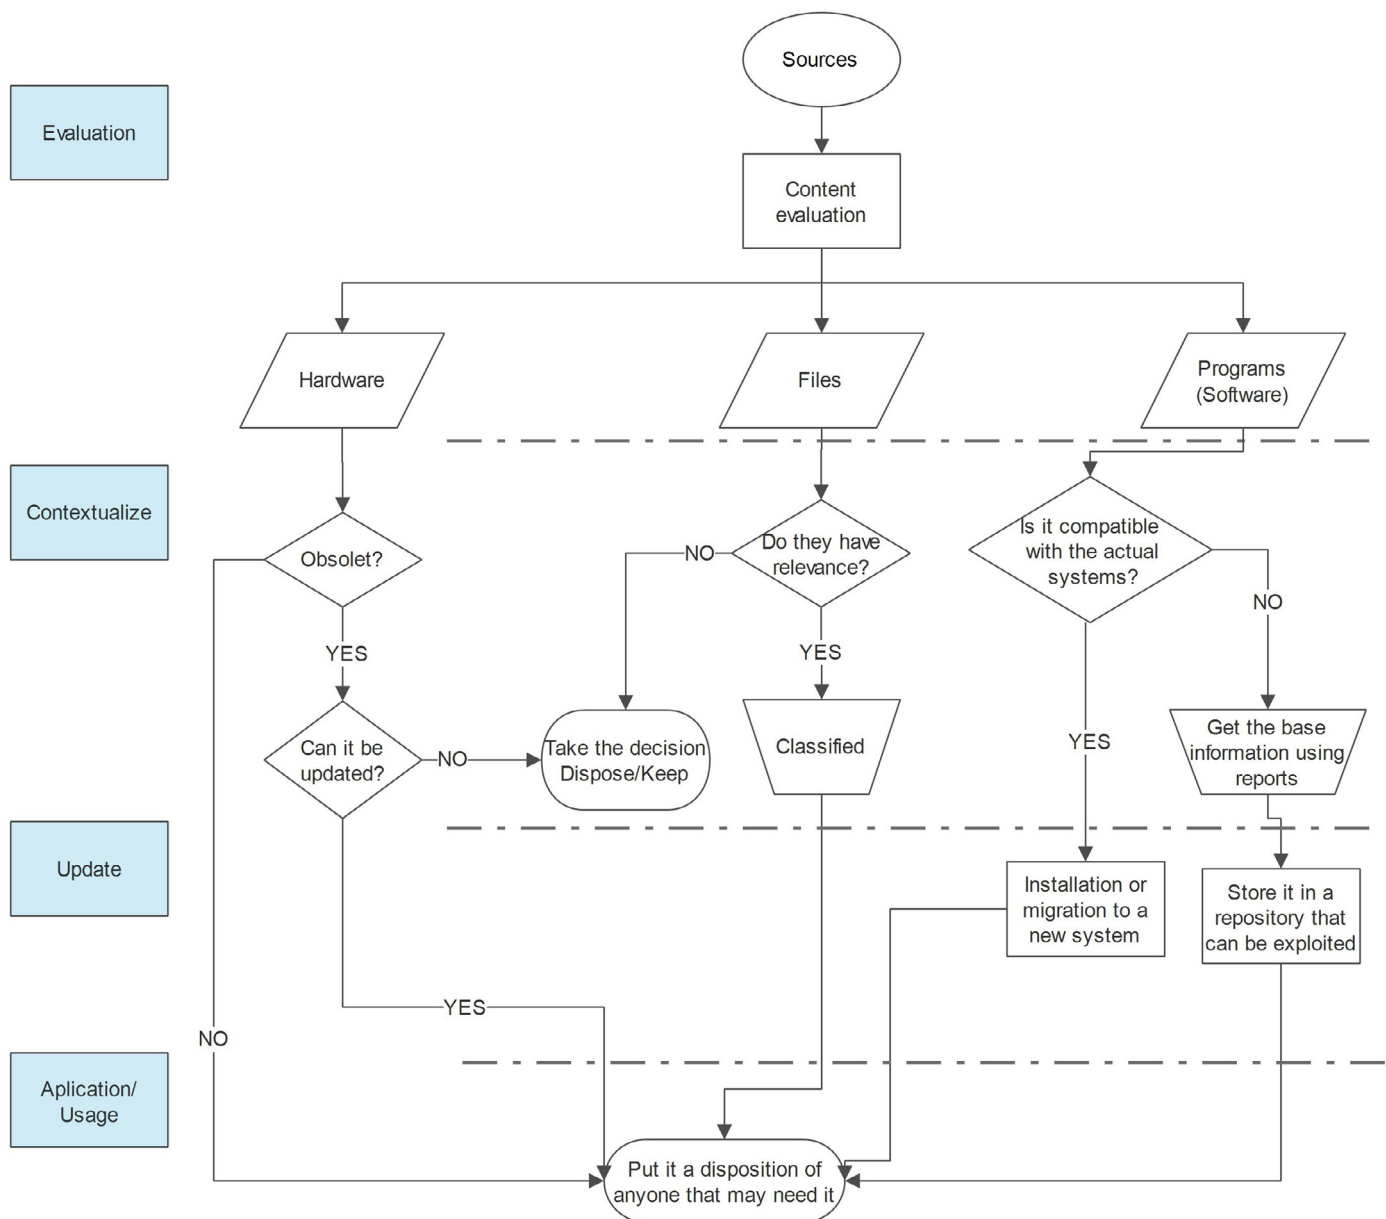 Sources
Evaluation
Content
evaluation
Hardware
Files
Programs
(Software)
Contextualize
Obsolet?
NO
Do they have
relevance?
Is it compatible
with the actual
systems?
NO
YES
YES
Can it be
updated?
NO
Take the decision
Dispose/Keep
Classified
YES
Get the base
information using
reports
Update
Installation or
migration to a
new system
Store it in a
repository that
can be exploited
YES
NO
Aplication/
Usage
Put it a disposition of
anyone that may need it